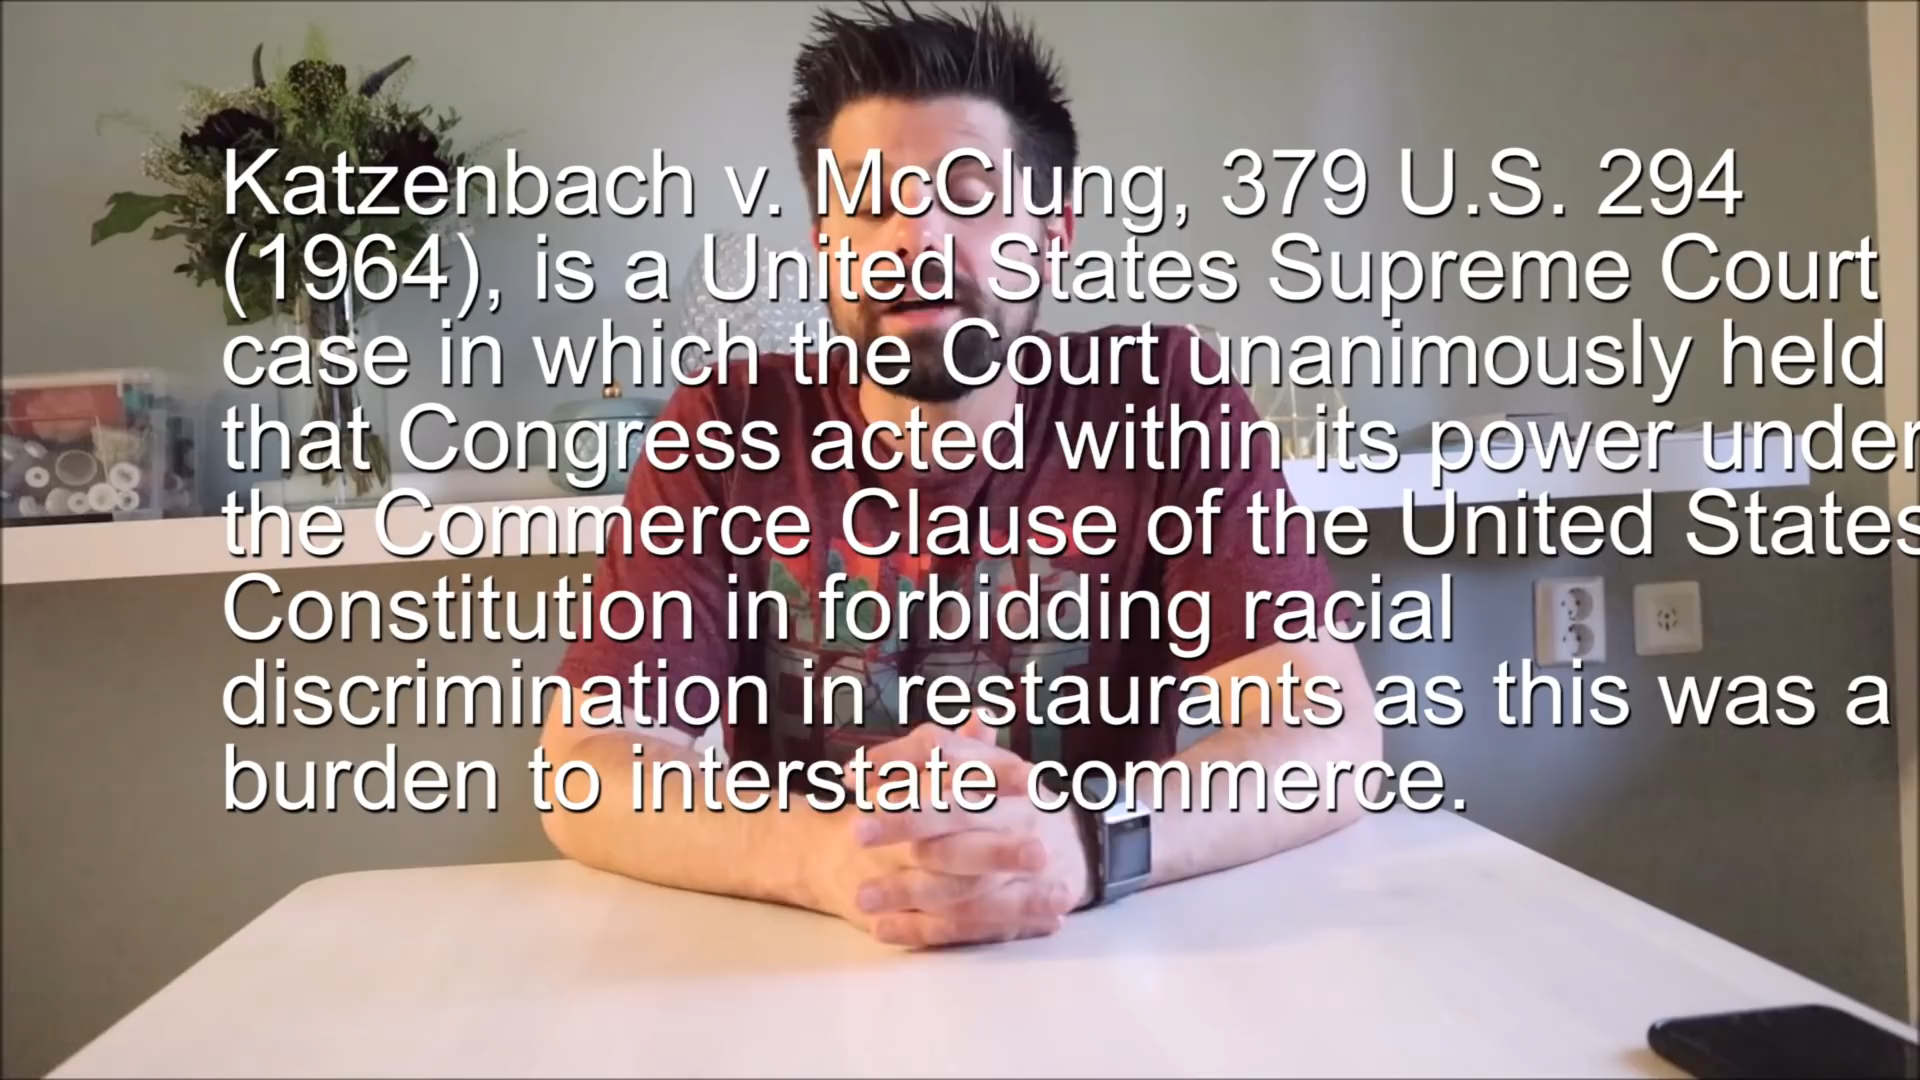 Katzenbach v. McClung, 379 U.S. 294
(1964), is a United States Supreme Court
case in which the Court unanimously held
that Congress acted within its power under
the Commerce Clause of the United States
Constitution in forbidding racial
discrimination in restaurants as this was a
burden to interstate commerce.